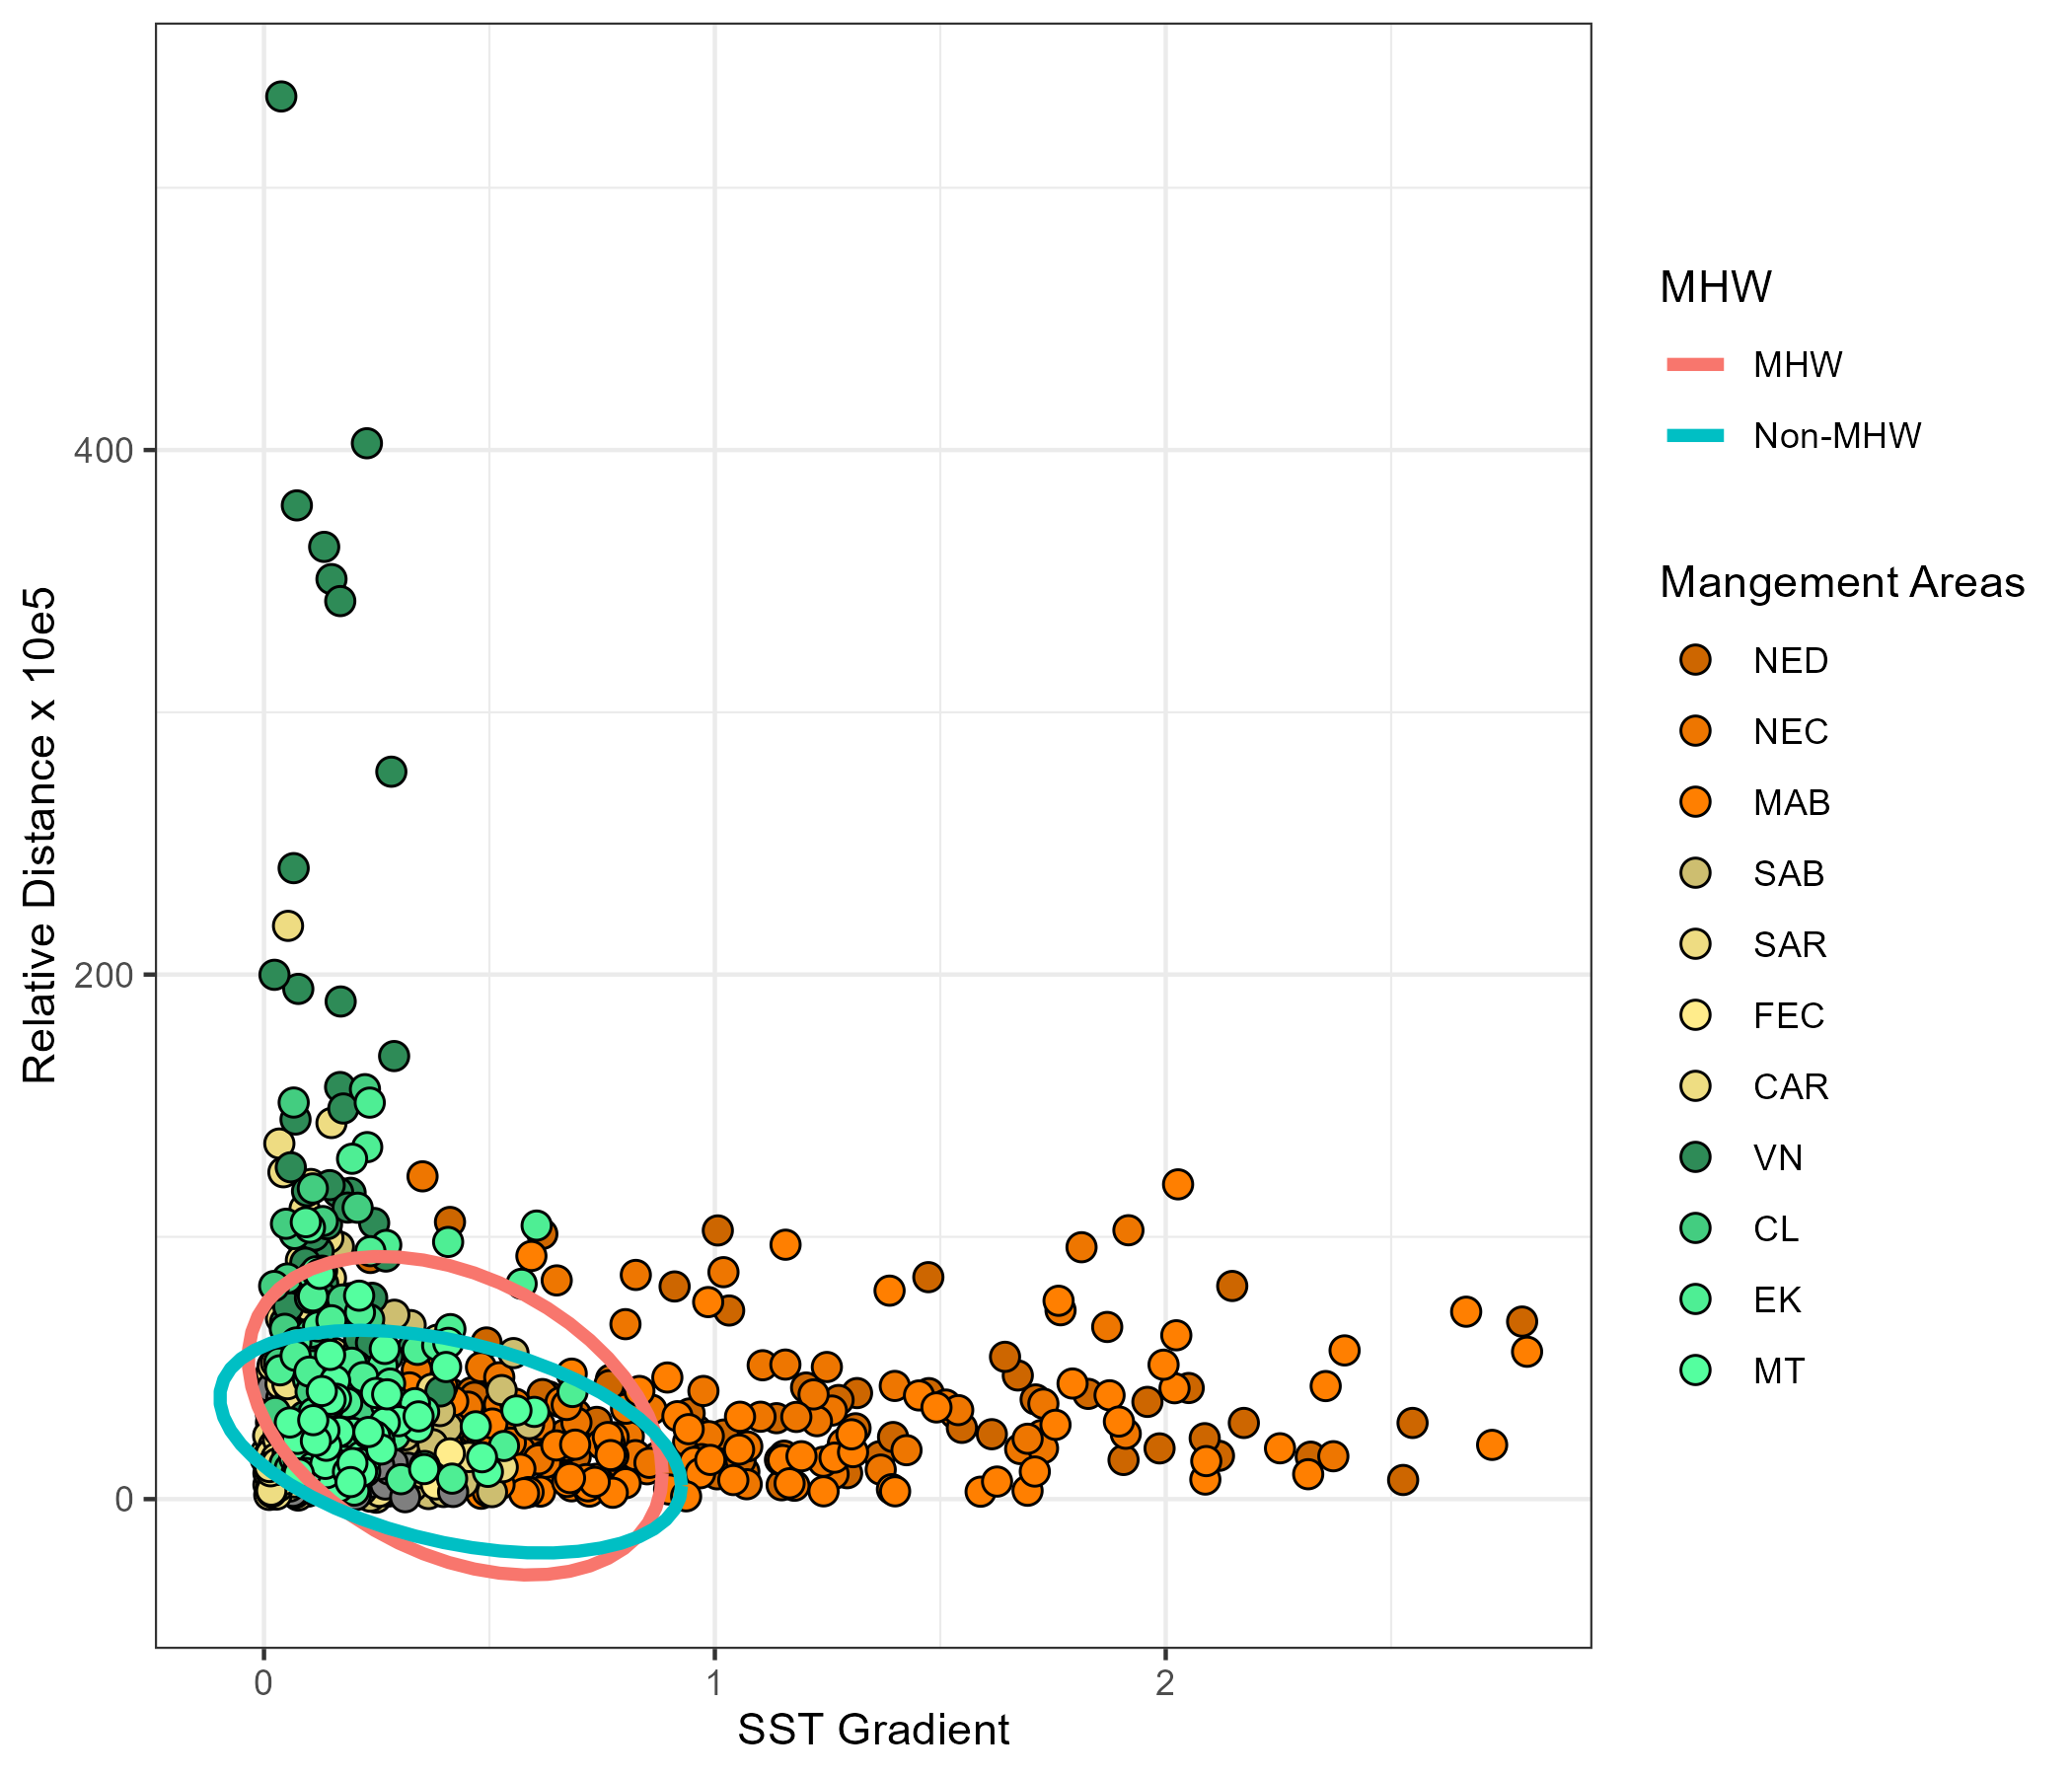 400
200
0
0
1
2
SST Gradient
Relative Distance x 10e5
MHW
MHW
Non-MHW
Mangement Areas
NED
NEC
MAB
SAB
SAR
FEC
CAR
VN
CL
EK
MT